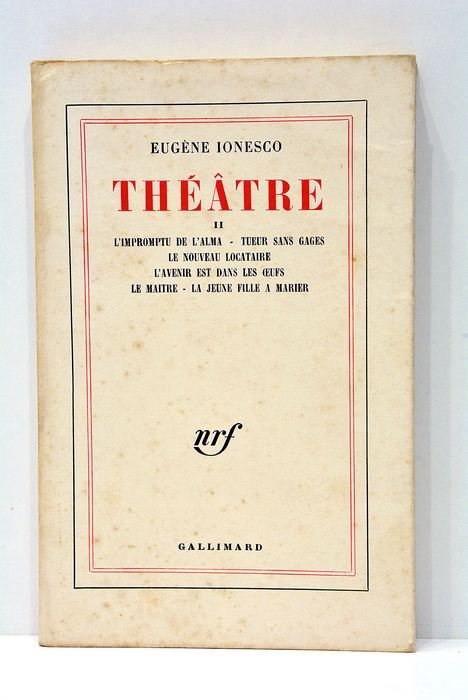 EUGÈNE IONESCO
THÉÂTRE
II
L'IMPROMPTU DE L'ALMA - TUEUR SANS GAGES
LE NOUVEAU LOCATAIRE
L'AVENIR EST DANS LES ŒUFS
LE MAITRE - LA JEUNE FILLE A MARIER
nrf
GALLIMARD